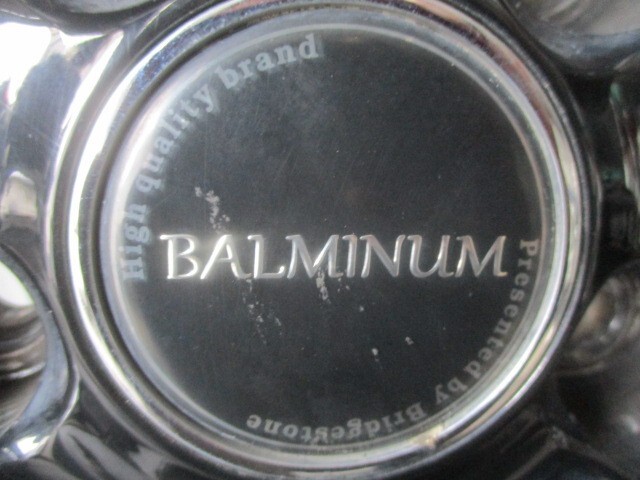 High quality brand
BALMINUM
Presented by Bridgestone